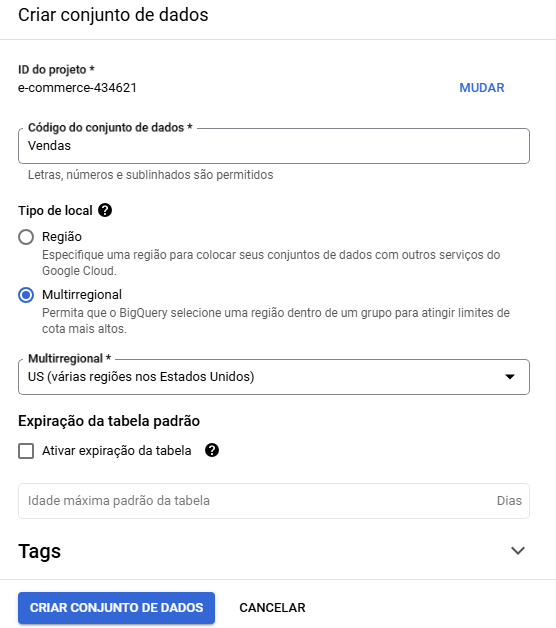 Criar conjunto de dados
ID do projeto *
e-commerce-434621
MUDAR
Código do conjunto de dados *
Vendas
Letras, números e sublinhados são permitidos
Tipo de local
Região
Especifique uma região para colocar seus conjuntos de dados com outros serviços do
Google Cloud.
Multirregional
Permita que o BigQuery selecione uma região dentro de um grupo para atingir limites de
cota mais altos.
Multirregional *
US (várias regiões nos Estados Unidos)
Expiração da tabela padrão
Ativar expiração da tabela
Idade máxima padrão da tabela
Dias
Tags
CRIAR CONJUNTO DE DADOS
CANCELAR